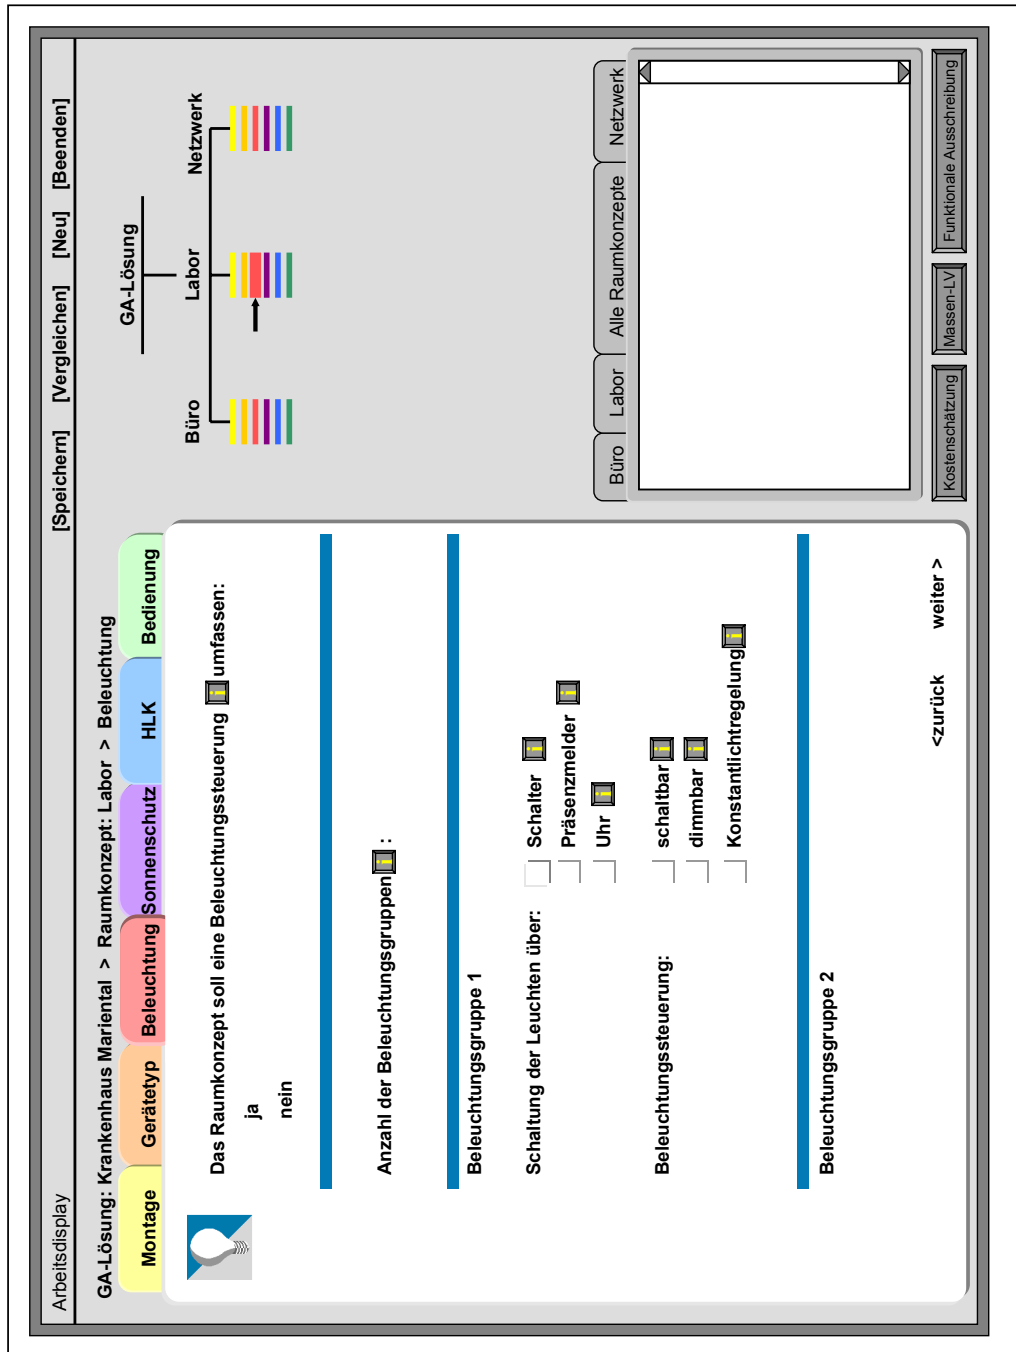 Arbeitsdisplay
[Speichern] [Vergleichen] [Neu] [Beenden]
GA-Lösung: Krankenhaus Mariental > Raumkonzept: Labor > Beleuchtung
Montage
Gerätetyp
Beleuchtung
Sonnenschutz
HLK
Bedienung
Das Raumkonzept soll eine Beleuchtungssteuerung i umfassen:
ja
nein
Anzahl der Beleuchtungsgruppen i :
Beleuchtungsgruppe 1
Schaltung der Leuchten über:
Schalter i
Präsenzmelder i
Uhr i
Beleuchtungssteuerung:
schaltbar i
dimmbar i
Konstantlichtregelung i
Beleuchtungsgruppe 2
<zurück
weiter >
GA-Lösung
Büro
Labor
Netzwerk
Büro
Labor
Alle Raumkonzepte
Netzwerk
Kostenschätzung
Massen-LV
Funktionale Ausschreibung